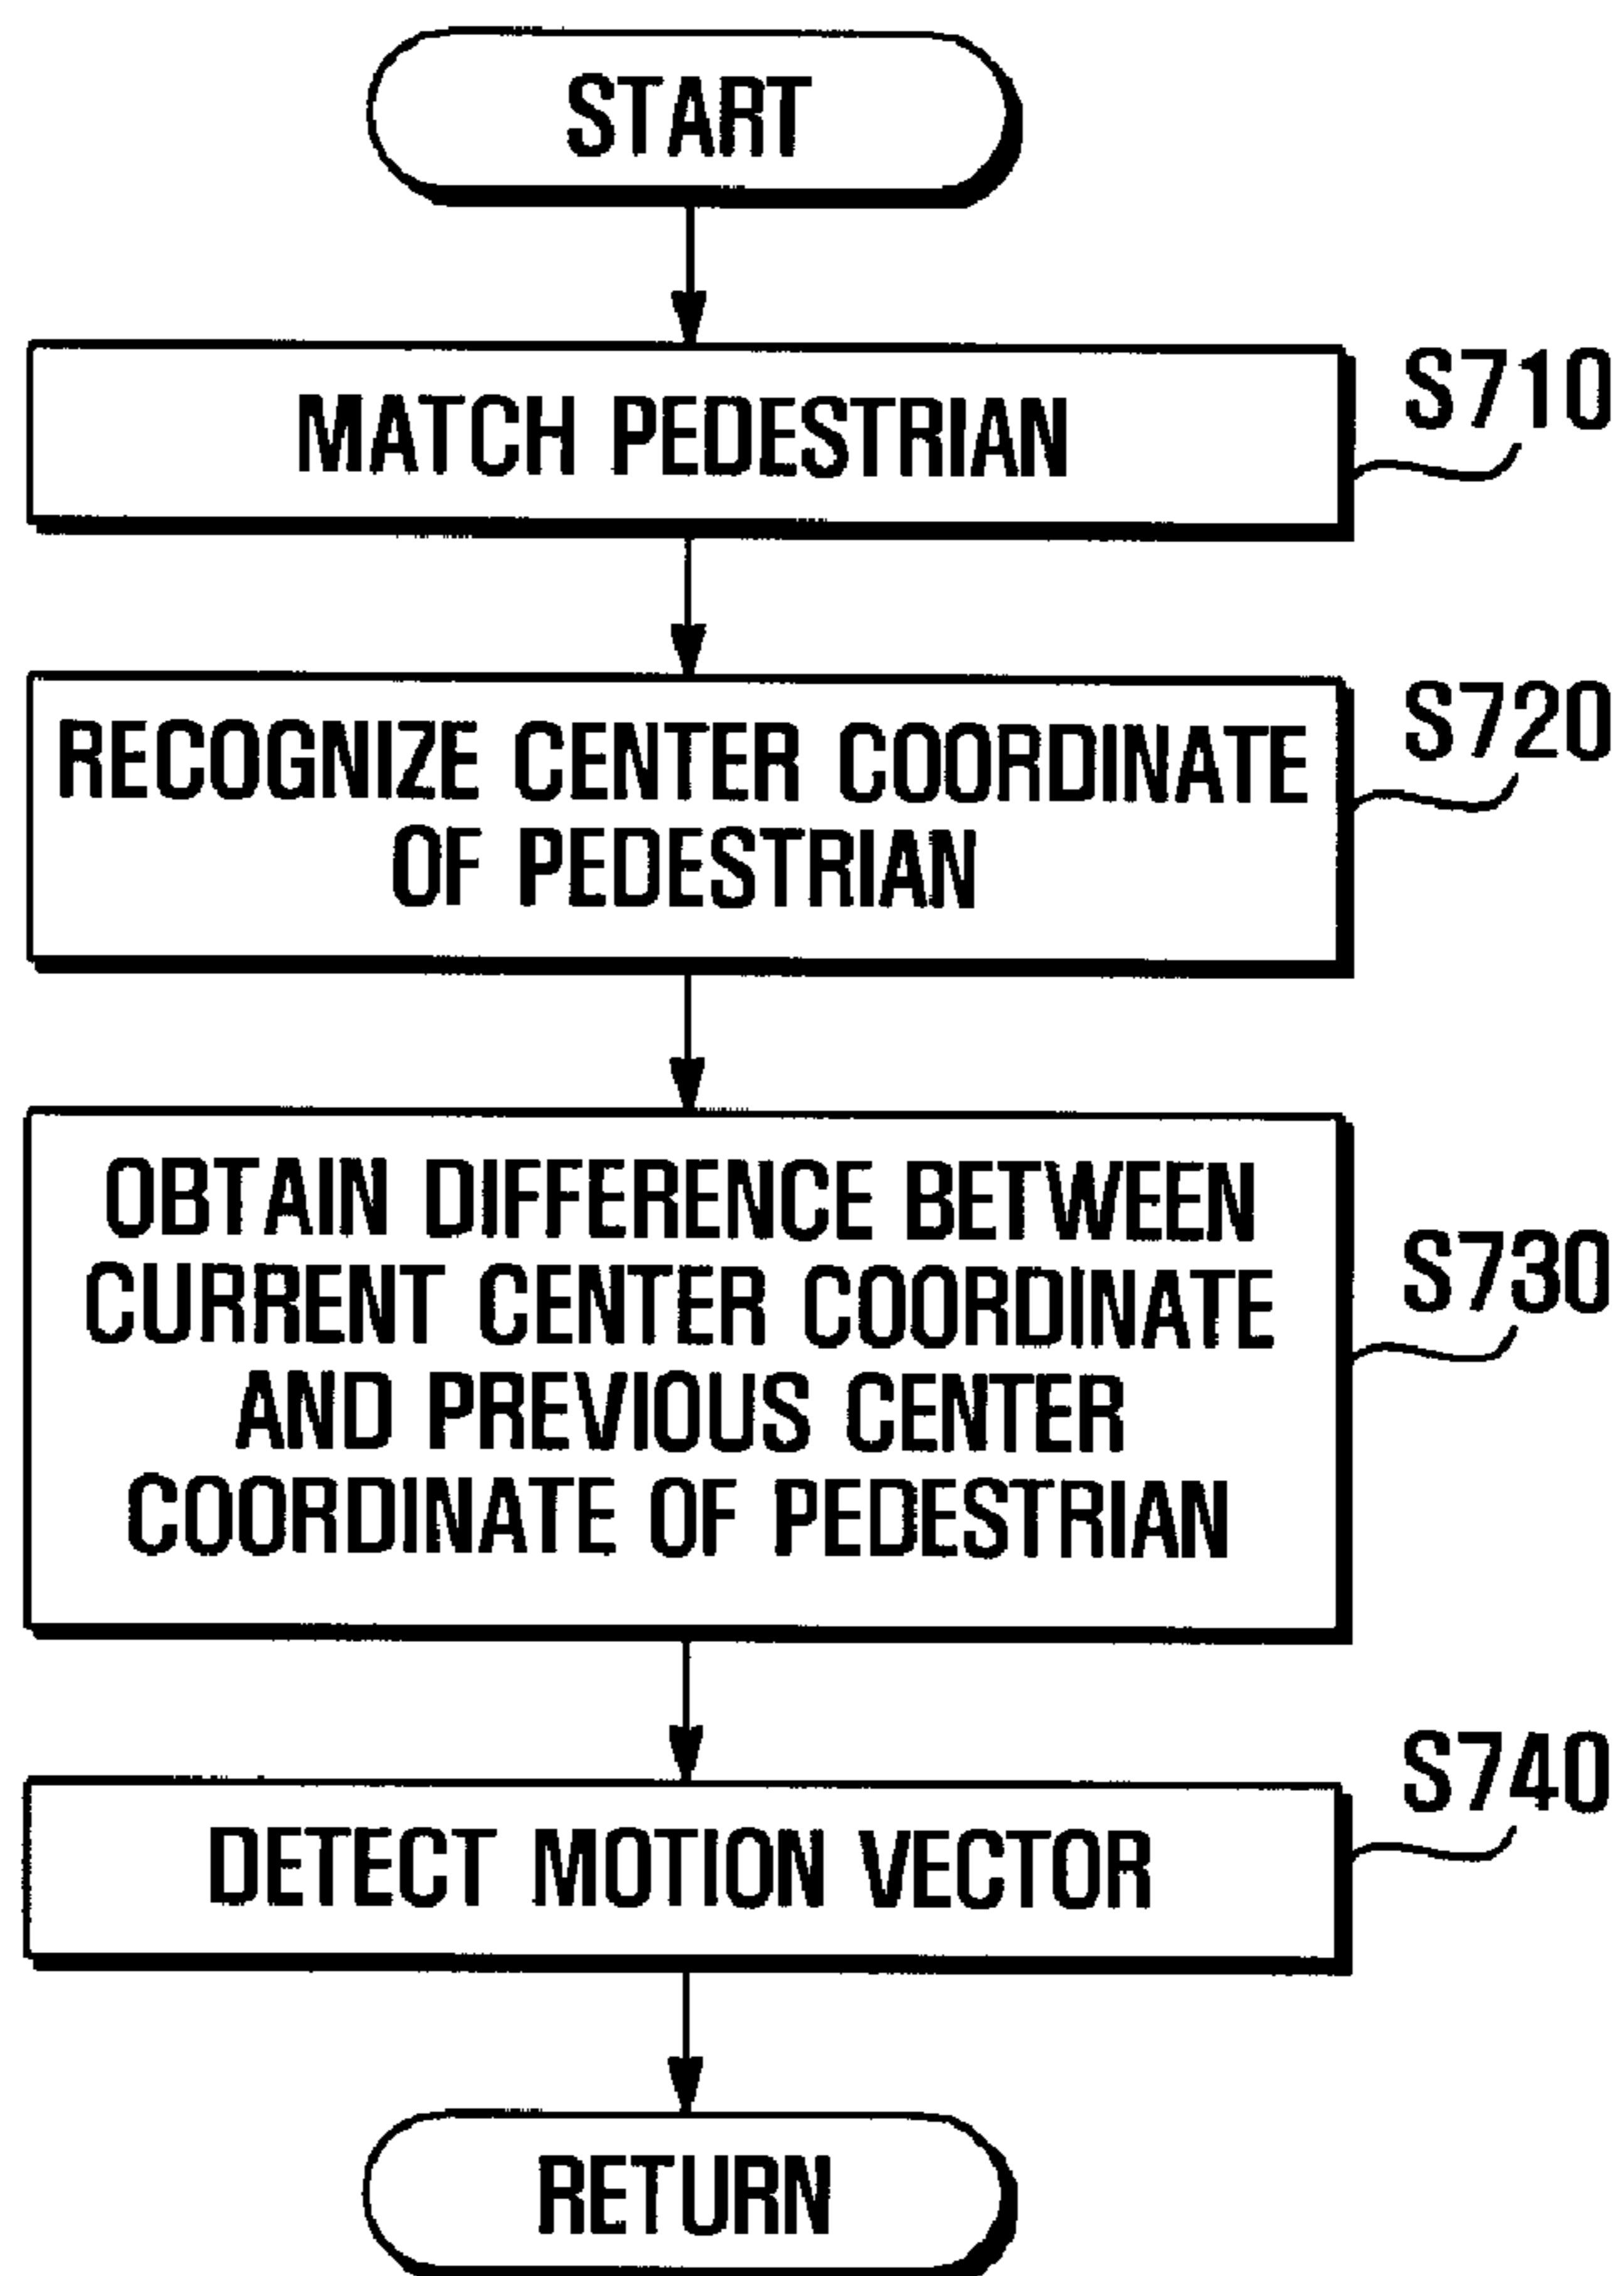 START
MATCH PEDESTRIAN
S710
RECOGNIZE CENTER COORDINATE
OF PEDESTRIAN
S720
OBTAIN DIFFERENCE BETWEEN
CURRENT CENTER COORDINATE
AND PREVIOUS CENTER
COORDINATE OF PEDESTRIAN
S730
DETECT MOTION VECTOR
S740
RETURN